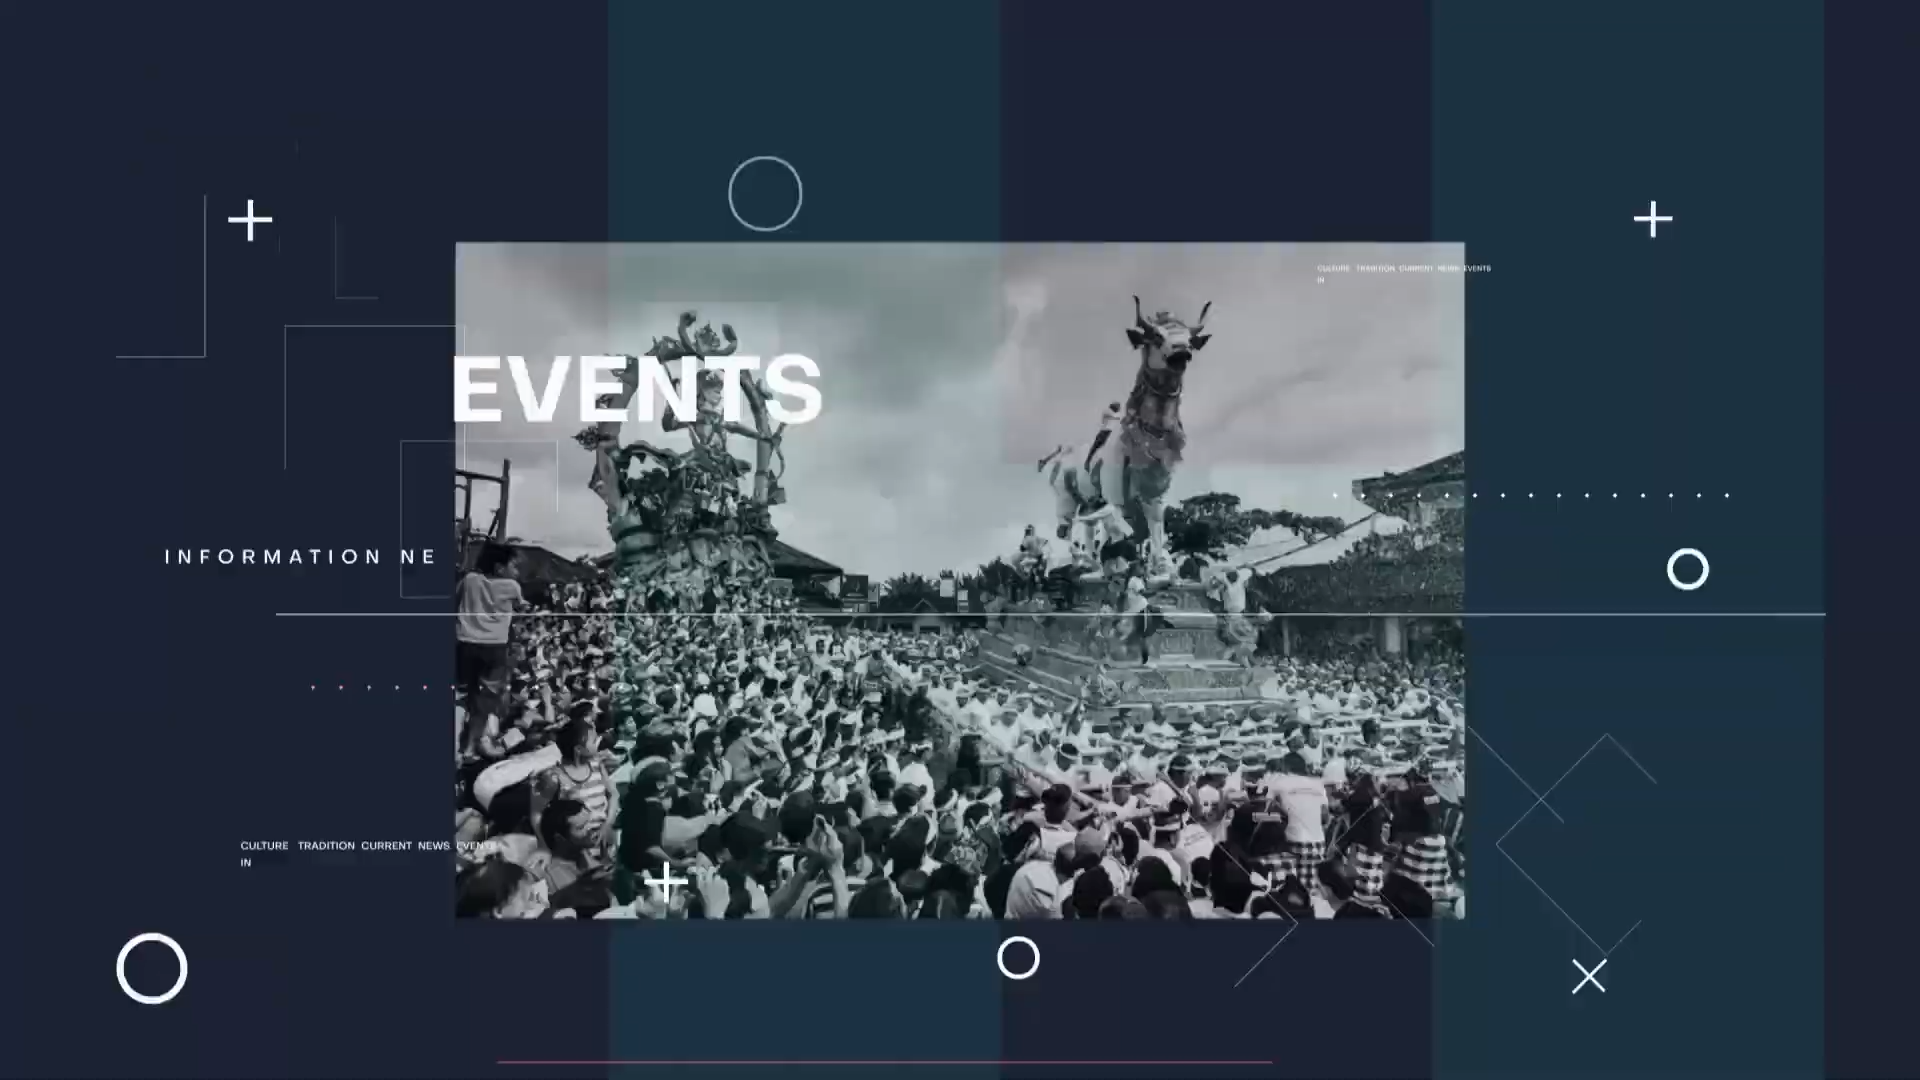 CULTURE TRADITION CURRENT NEWS EVENTS
IN
EVENTS
INFORMATION NE
CULTURE TRADITION CURRENT NEWS EVENTS
IN